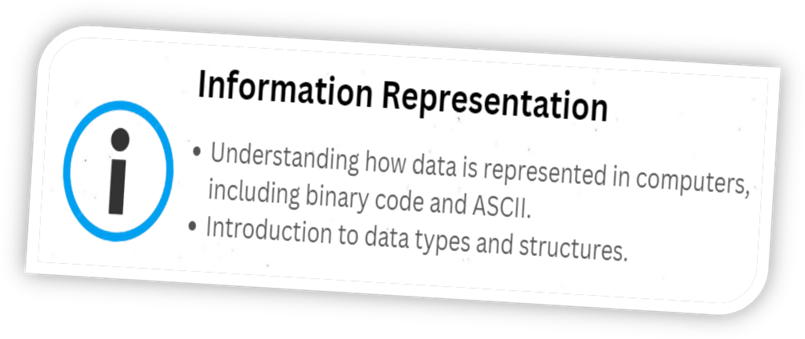 Information Representation
• Understanding how data is represented in computers,
including binary code and ASCII.
• Introduction to data types and structures.